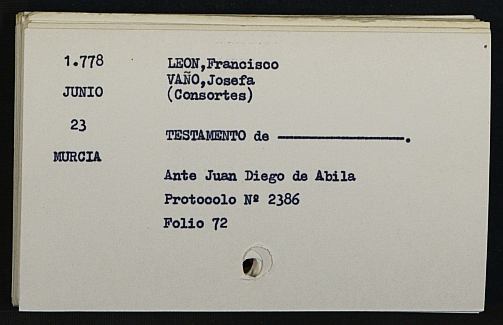 1.778
LEON,Francisco
VAÑO,Josefa
JUNIO
(Consortes)
23
TESTAMENTO de ─────────────.
MURCIA
Ante Juan Diego de Abila
Protocolo Nº 2386
Folio 72